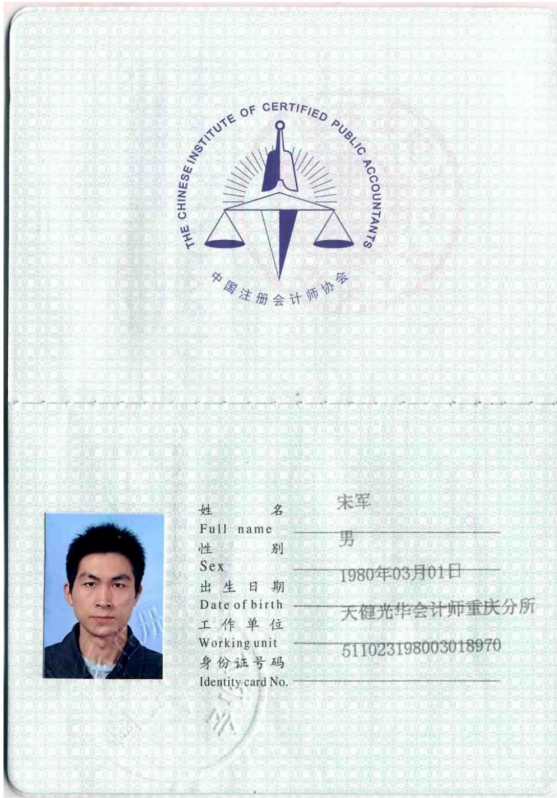 THE CHINESE INSTITUTE OF CERTIFIED PUBLIC ACCOUNTANTS
中国注册会计师协会
姓名 宋军
Full name
性别 男
Sex
出生日期 1980年03月01日
Date of birth
工作单位 天健光华会计师重庆分所
Working unit
身份证号码 511023198003018970
Identity card No.